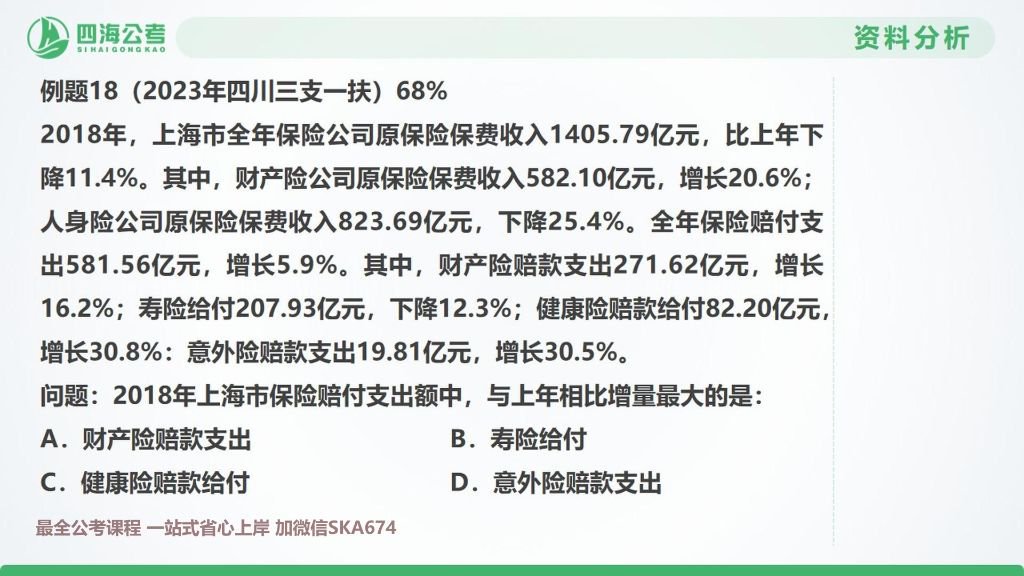 四海公考
SIHAIGONGKAO
资料分析
例题18（2023年四川三支一扶）68%
2018年，上海市全年保险公司原保险保费收入1405.79亿元，比上年下
降11.4%。其中，财产险公司原保险保费收入582.10亿元，增长20.6%；
人身险公司原保险保费收入823.69亿元，下降25.4%。全年保险赔付支
出581.56亿元，增长5.9%。其中，财产险赔款支出271.62亿元，增长
16.2%；寿险给付207.93亿元，下降12.3%；健康险赔款给付82.20亿元，
增长30.8%：意外险赔款支出19.81亿元，增长30.5%。
问题：2018年上海市保险赔付支出额中，与上年相比增量最大的是：
A．财产险赔款支出 B．寿险给付
C．健康险赔款给付 D．意外险赔款支出
最全公考课程 一站式省心上岸 加微信SKA674